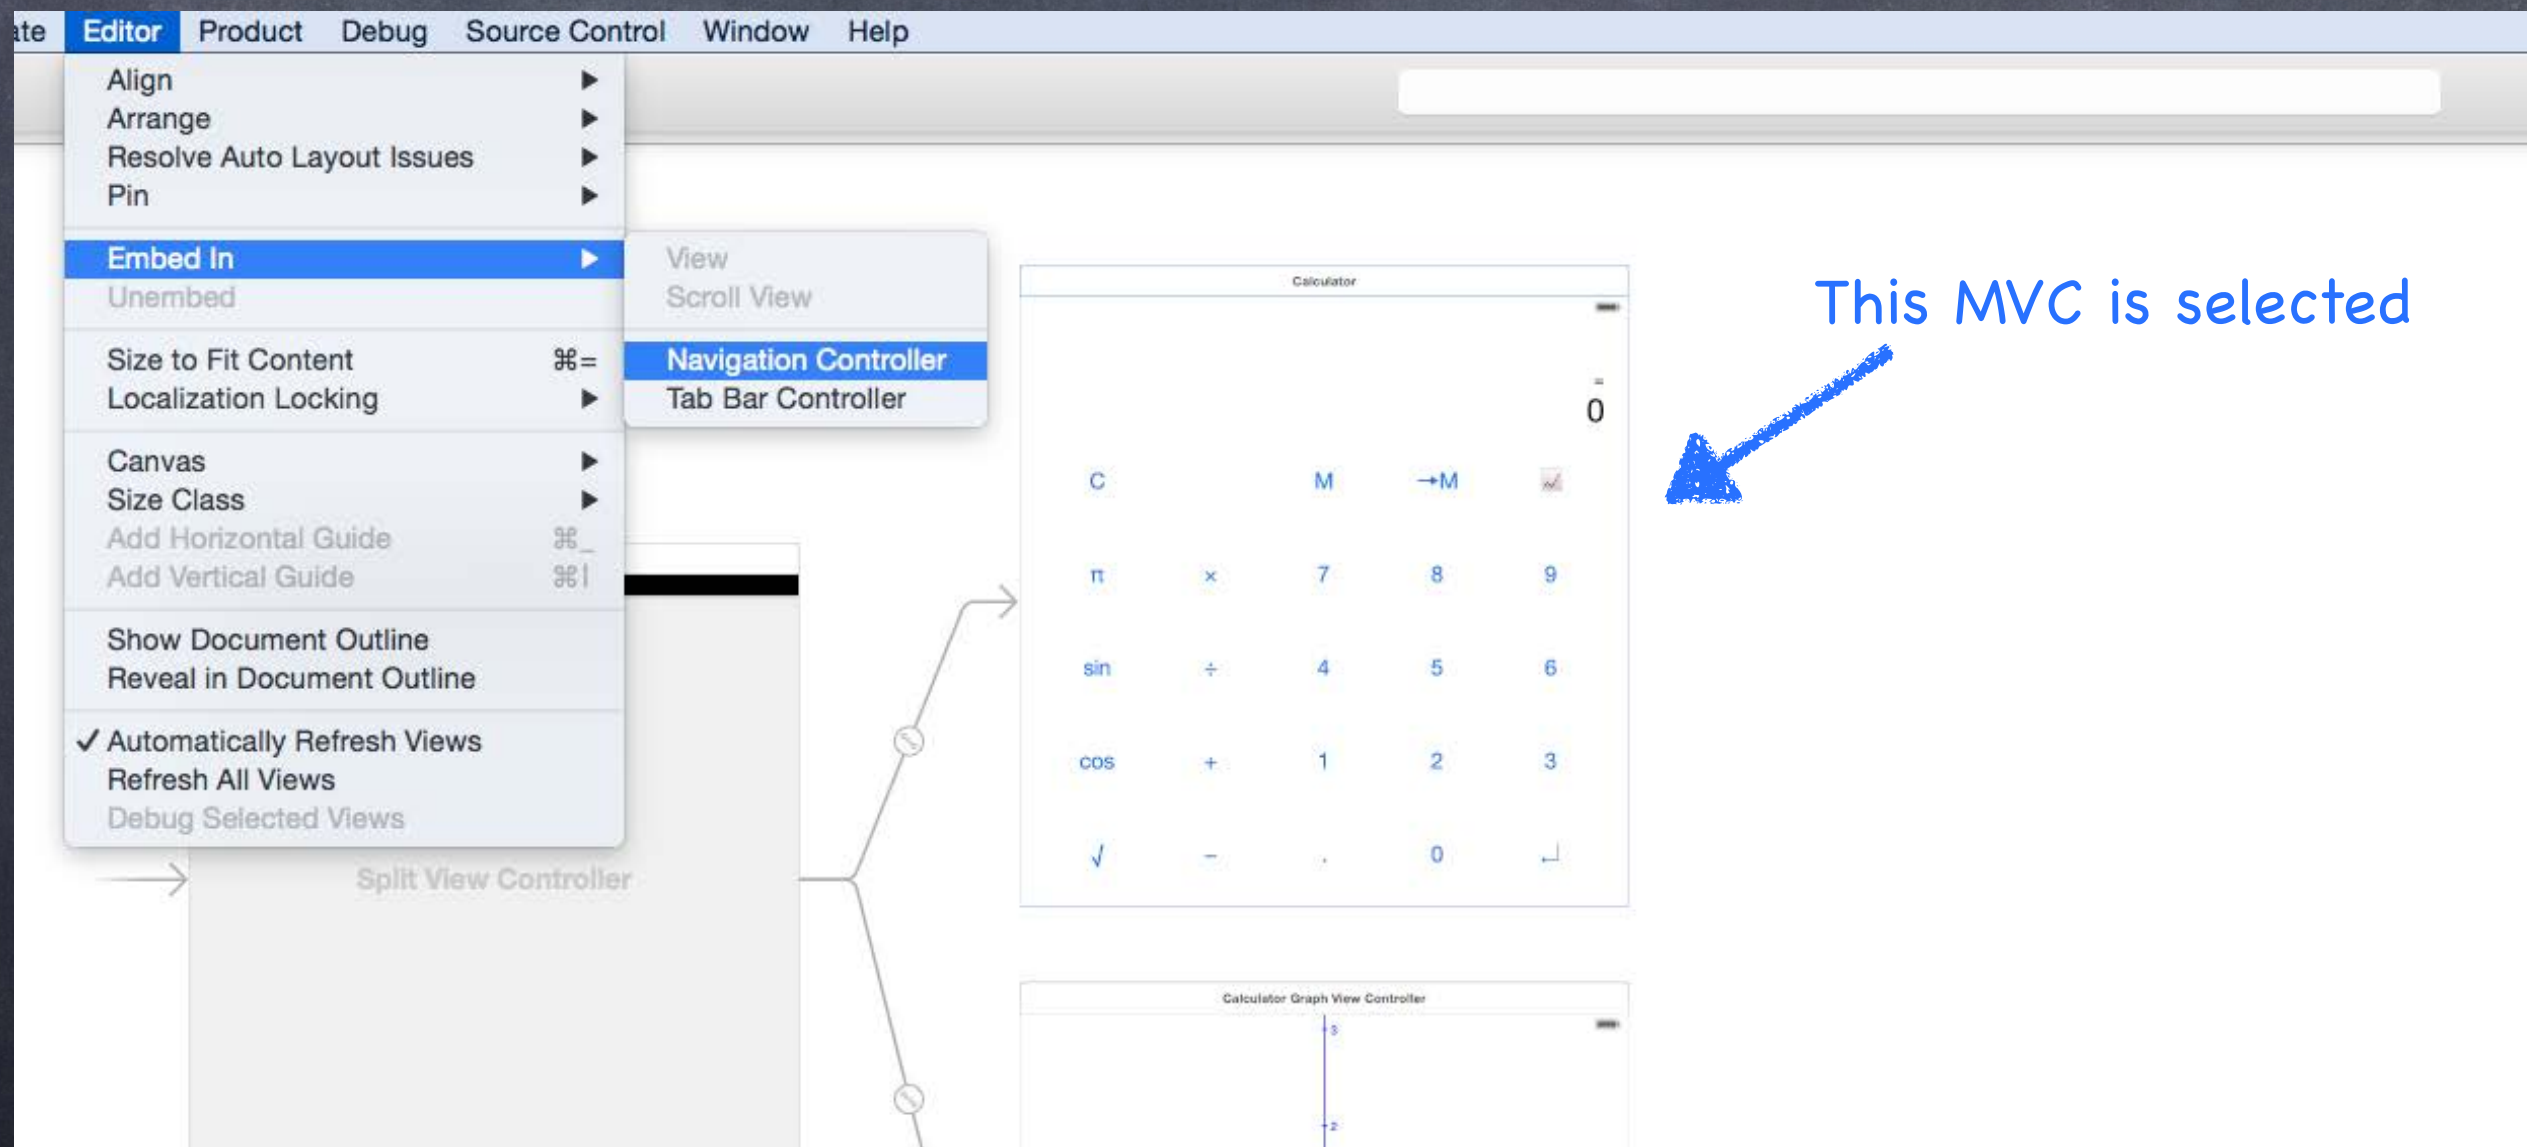 ate Editor Product Debug Source Control Window Help
Align ▶
Arrange ▶
Resolve Auto Layout Issues ▶
Pin ▶
Embed In ▶
Unembed
Size to Fit Content ⌘=
Localization Locking ▶
Canvas ▶
Size Class ▶
Add Horizontal Guide ⌘_
Add Vertical Guide ⌘|
Show Document Outline
Reveal in Document Outline
✓ Automatically Refresh Views
Refresh All Views
Debug Selected Views
View
Scroll View
Navigation Controller
Tab Bar Controller
Split View Controller
Calculator
=
0
C M →M
π × 7 8 9
sin ÷ 4 5 6
cos + 1 2 3
√ − . 0 ↵
This MVC is selected
Calculator Graph View Controller
3
2